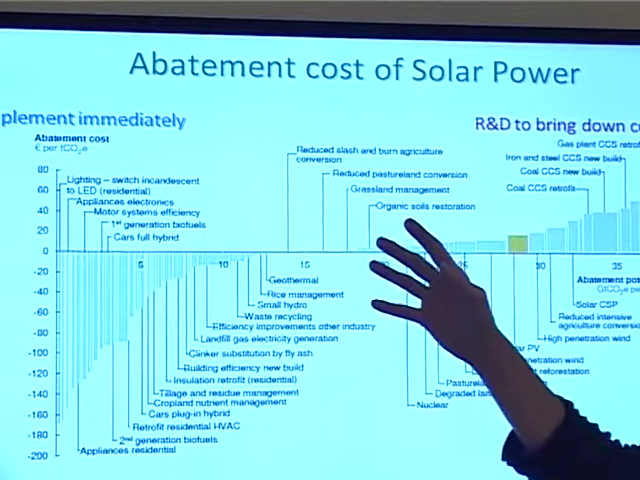 Abatement cost of Solar Power
plement immediately
R&D to bring down c
Abatement cost
€ per tCO2e
Gas plant CCS retrof
Iron and steel CCS new build
Coal CCS new build
Coal CCS retrofit
Reduced slash and burn agriculture
conversion
Reduced pastureland conversion
Grassland management
Organic soils restoration
Lighting – switch incandescent
to LED (residential)
Appliances electronics
Motor systems efficiency
1st generation biofuels
Cars full hybrid
80
60
40
20
0
-20
-40
-60
-80
-100
-120
-140
-160
-180
-200
5
10
15
25
30
35
Geothermal
Rice management
Small hydro
Waste recycling
Efficiency improvements other industry
Landfill gas electricity generation
Clinker substitution by fly ash
Building efficiency new build
Insulation retrofit (residential)
Tillage and residue management
Cropland nutrient management
Cars plug-in hybrid
Retrofit residential HVAC
2nd generation biofuels
Appliances residential
Abatement po
GtCO2e pe
Solar CSP
Reduced intensive
agriculture conversio
High penetration wind
lar PV
netration wind
t reforestation
Pasturela
Degraded lan
Nuclear